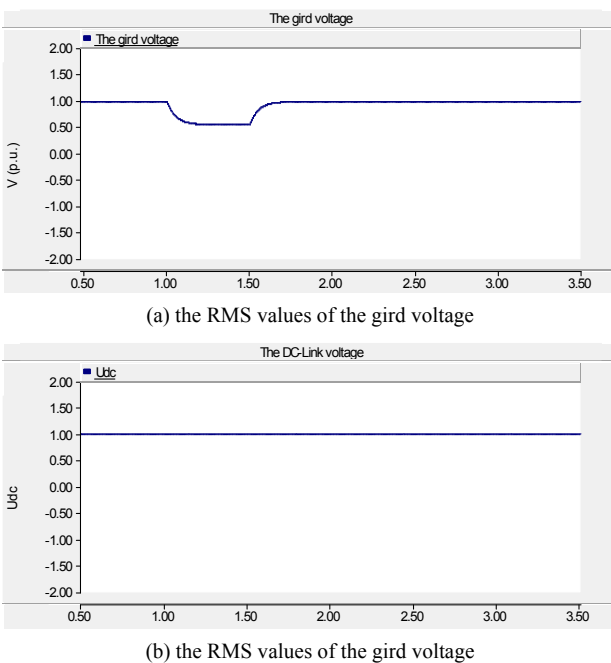 The gird voltage
The gird voltage
2.00
1.50
1.00
0.50
0.00
-0.50
-1.00
-1.50
-2.00
V (p.u.)
0.50 1.00 1.50 2.00 2.50 3.00 3.50
(a) the RMS values of the gird voltage
The DC-Link voltage
Udc
2.00
1.50
1.00
0.50
0.00
-0.50
-1.00
-1.50
-2.00
Udc
0.50 1.00 1.50 2.00 2.50 3.00 3.50
(b) the RMS values of the gird voltage